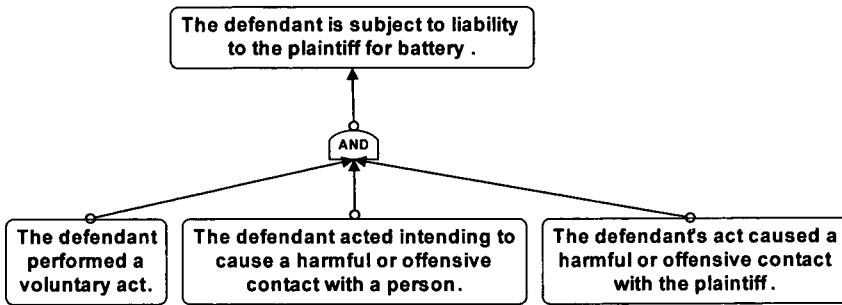 The defendant is subject to liability
to the plaintiff for battery .
AND
The defendant
performed a
voluntary act.
The defendant acted intending to
cause a harmful or offensive
contact with a person.
The defendant's act caused a
harmful or offensive contact
with the plaintiff .